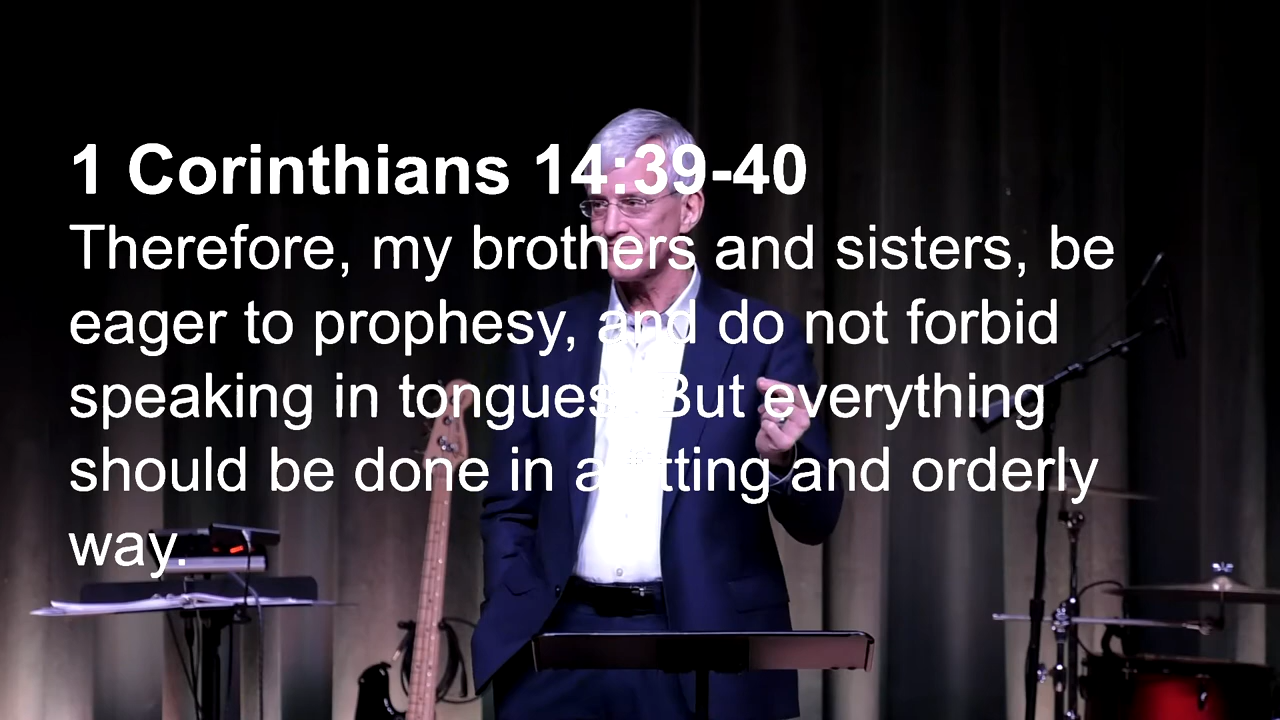 1 Corinthians 14:39-40
Therefore, my brothers and sisters, be
eager to prophesy, and do not forbid
speaking in tongues. But everything
should be done in a fitting and orderly
way.